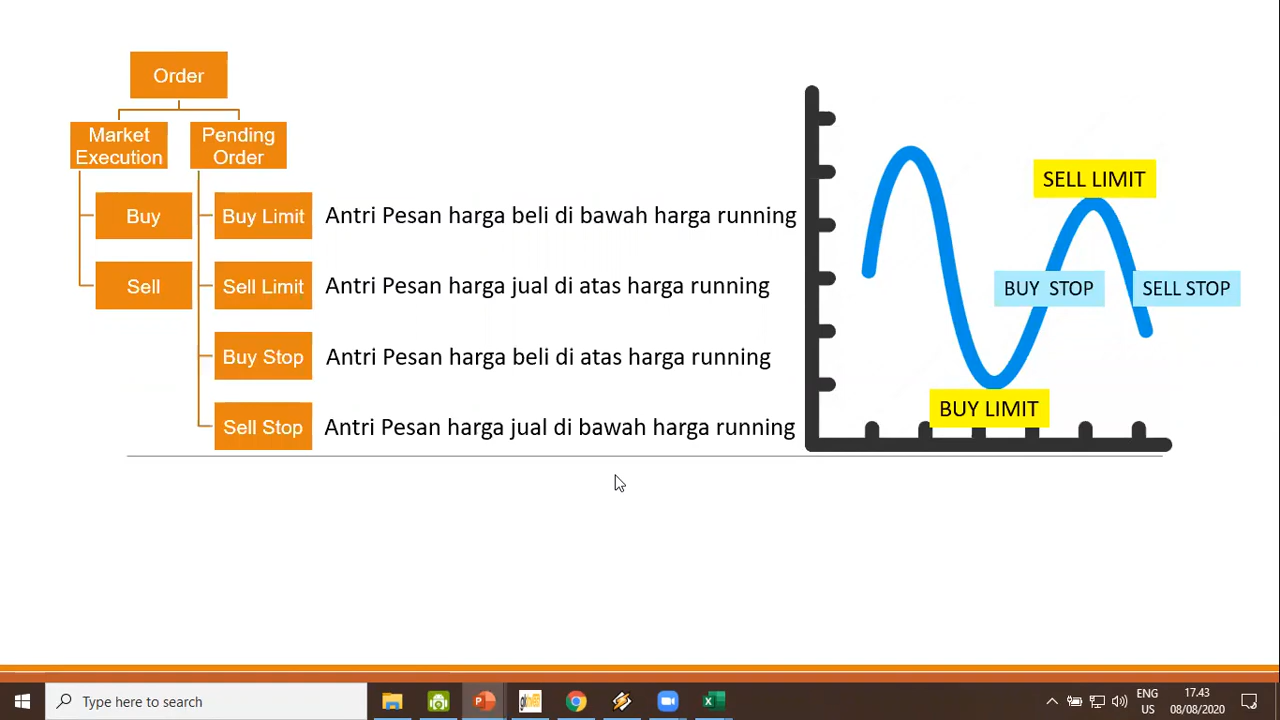 Order
Market
Execution
Pending
Order
Buy
Buy Limit
Antri Pesan harga beli di bawah harga running
Sell
Sell Limit
Antri Pesan harga jual di atas harga running
Buy Stop
Antri Pesan harga beli di atas harga running
Sell Stop
Antri Pesan harga jual di bawah harga running
SELL LIMIT
BUY  STOP
SELL STOP
BUY LIMIT
Type here to search
ENG
US
17.43
08/08/2020